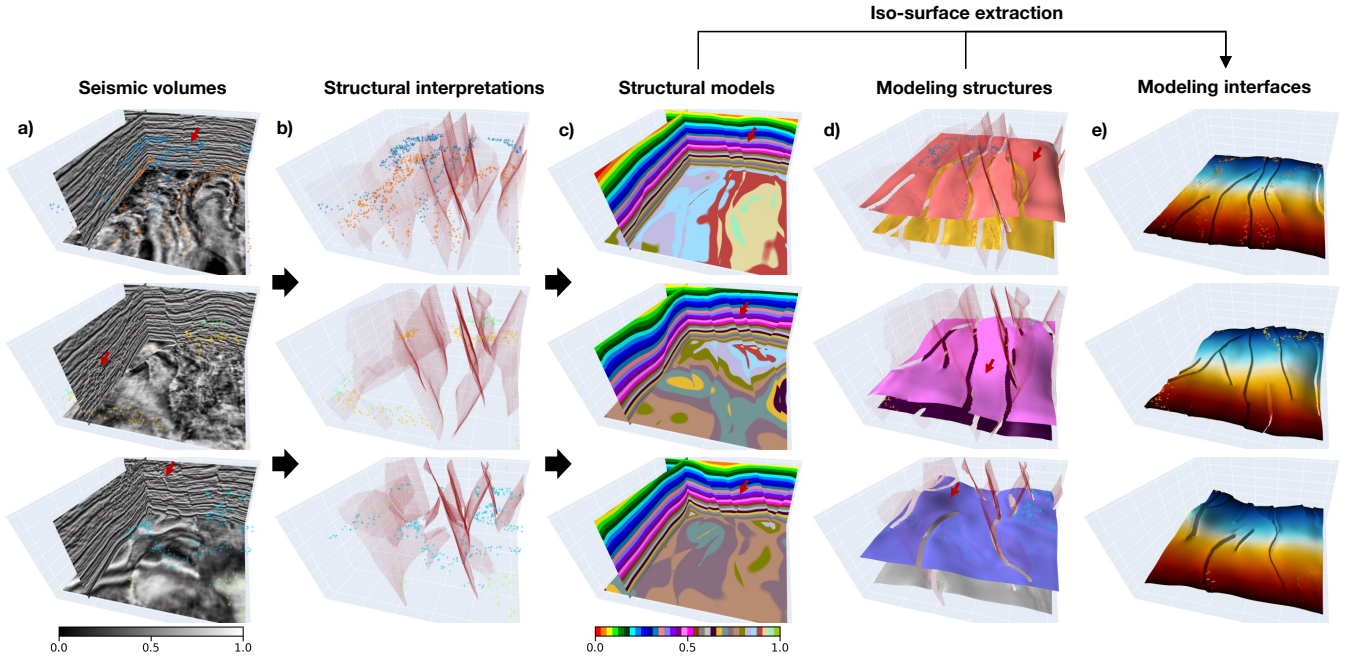 Iso-surface extraction
Seismic volumes
Structural interpretations
Structural models
Modeling structures
Modeling interfaces
a)
b)
c)
d)
e)
0.0 0.5 1.0
0.0 0.5 1.0